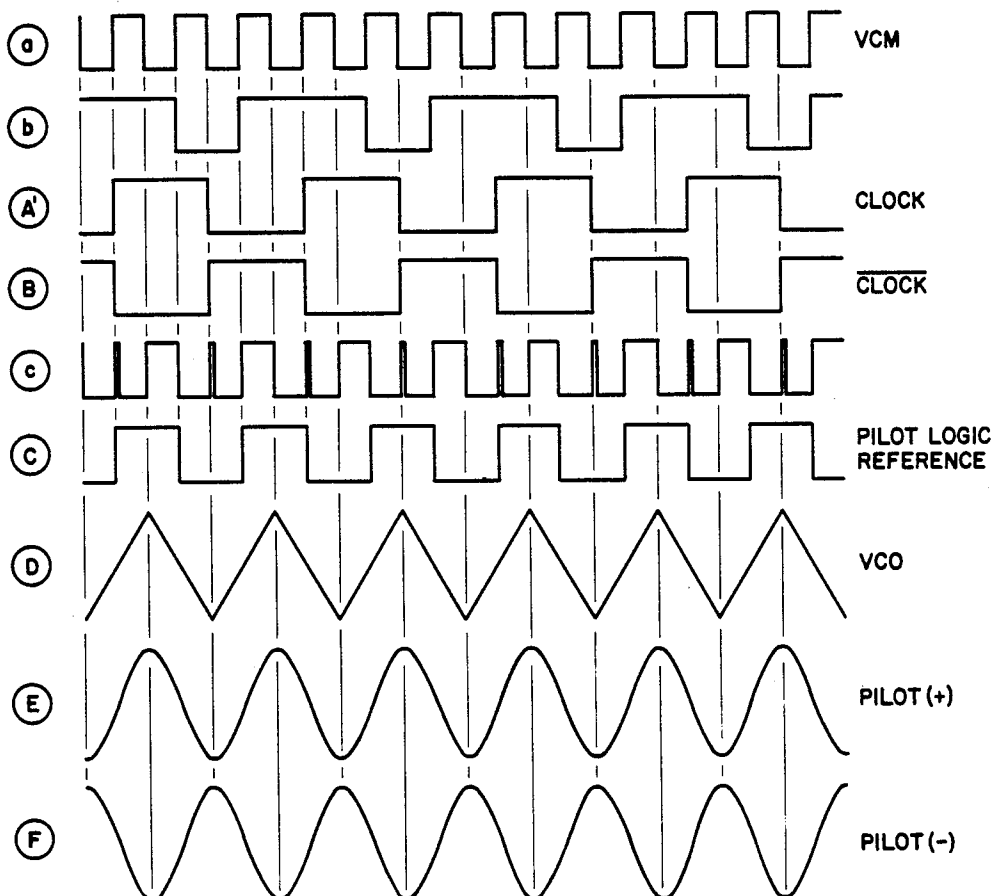 a VCM
b
A' CLOCK
B CLOCK
c
C PILOT LOGIC
REFERENCE
D VCO
E PILOT (+)
F PILOT (-)